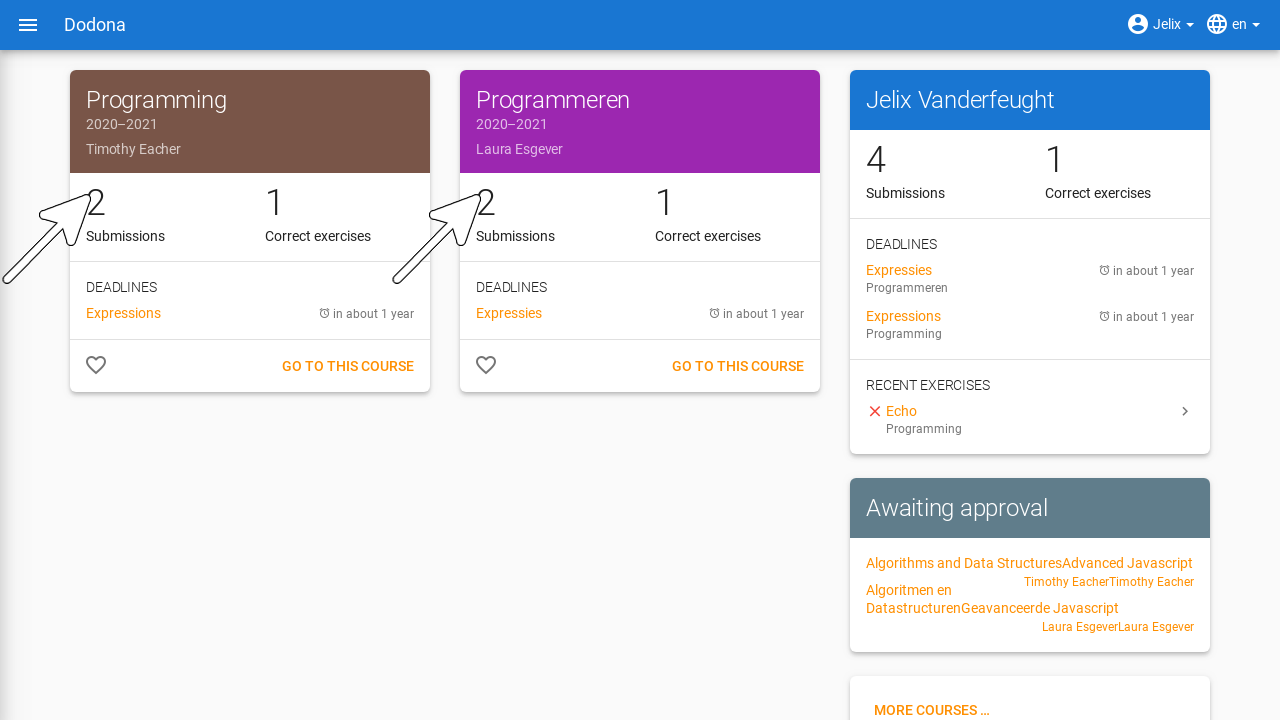 Dodona
Jelix
en
Programming
2020–2021
Timothy Eacher
2
1
Submissions
Correct exercises
DEADLINES
Expressions
in about 1 year
GO TO THIS COURSE
Programmeren
2020–2021
Laura Esgever
2
1
Submissions
Correct exercises
DEADLINES
Expressies
in about 1 year
GO TO THIS COURSE
Jelix Vanderfeught
4
1
Submissions
Correct exercises
DEADLINES
Expressies
in about 1 year
Programmeren
Expressions
in about 1 year
Programming
RECENT EXERCISES
Echo
Programming
Awaiting approval
Algorithms and Data StructuresAdvanced Javascript
Timothy EacherTimothy Eacher
Algoritmen en
DatastructurenGeavanceerde Javascript
Laura EsgeverLaura Esgever
MORE COURSES ...